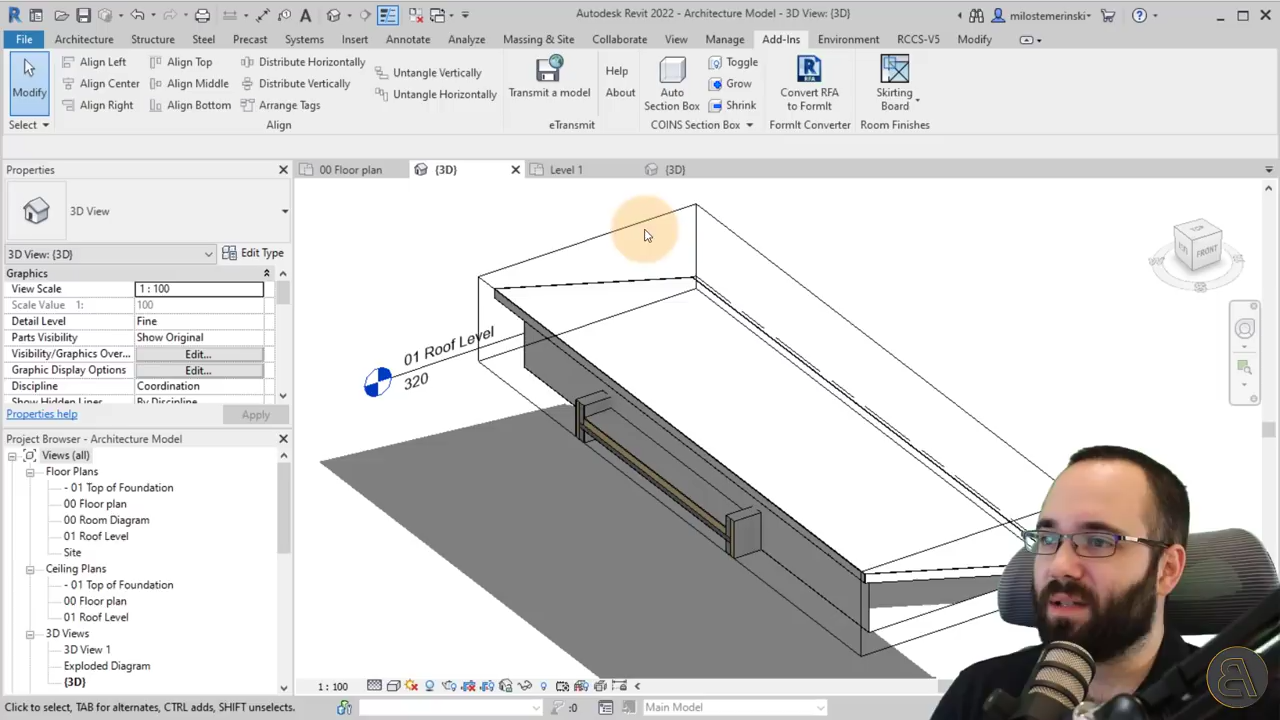 Autodesk Revit 2022 - Architecture Model - 3D View: {3D}
milostemerinski
File
Architecture
Structure
Steel
Precast
Systems
Insert
Annotate
Analyze
Massing & Site
Collaborate
View
Manage
Add-Ins
Environment
RCCS-V5
Modify
Modify
Select
Align Left
Align Center
Align Right
Align Top
Align Middle
Align Bottom
Distribute Horizontally
Distribute Vertically
Arrange Tags
Untangle Vertically
Untangle Horizontally
Align
Transmit a model
eTransmit
Help
About
Auto
Section Box
Toggle
Grow
Shrink
COINS Section Box
Convert RFA
to FormIt
FormIt Converter
Skirting
Board
Room Finishes
Properties
00 Floor plan
{3D}
Level 1
{3D}
3D View
3D View: {3D}
Edit Type
Graphics
View Scale
1 : 100
Scale Value 1:
100
Detail Level
Fine
Parts Visibility
Show Original
Visibility/Graphics Over...
Edit...
Graphic Display Options
Edit...
Discipline
Coordination
Show Hidden Lines
By Discipline
Properties help
Apply
Project Browser - Architecture Model
Views (all)
Floor Plans
- 01 Top of Foundation
00 Floor plan
00 Room Diagram
01 Roof Level
Site
Ceiling Plans
- 01 Top of Foundation
00 Floor plan
01 Roof Level
3D Views
3D View 1
Exploded Diagram
{3D}
01 Roof Level
320
TOP
FRONT
1 : 100
Click to select, TAB for alternates, CTRL adds, SHIFT unselects.
:0
Main Model